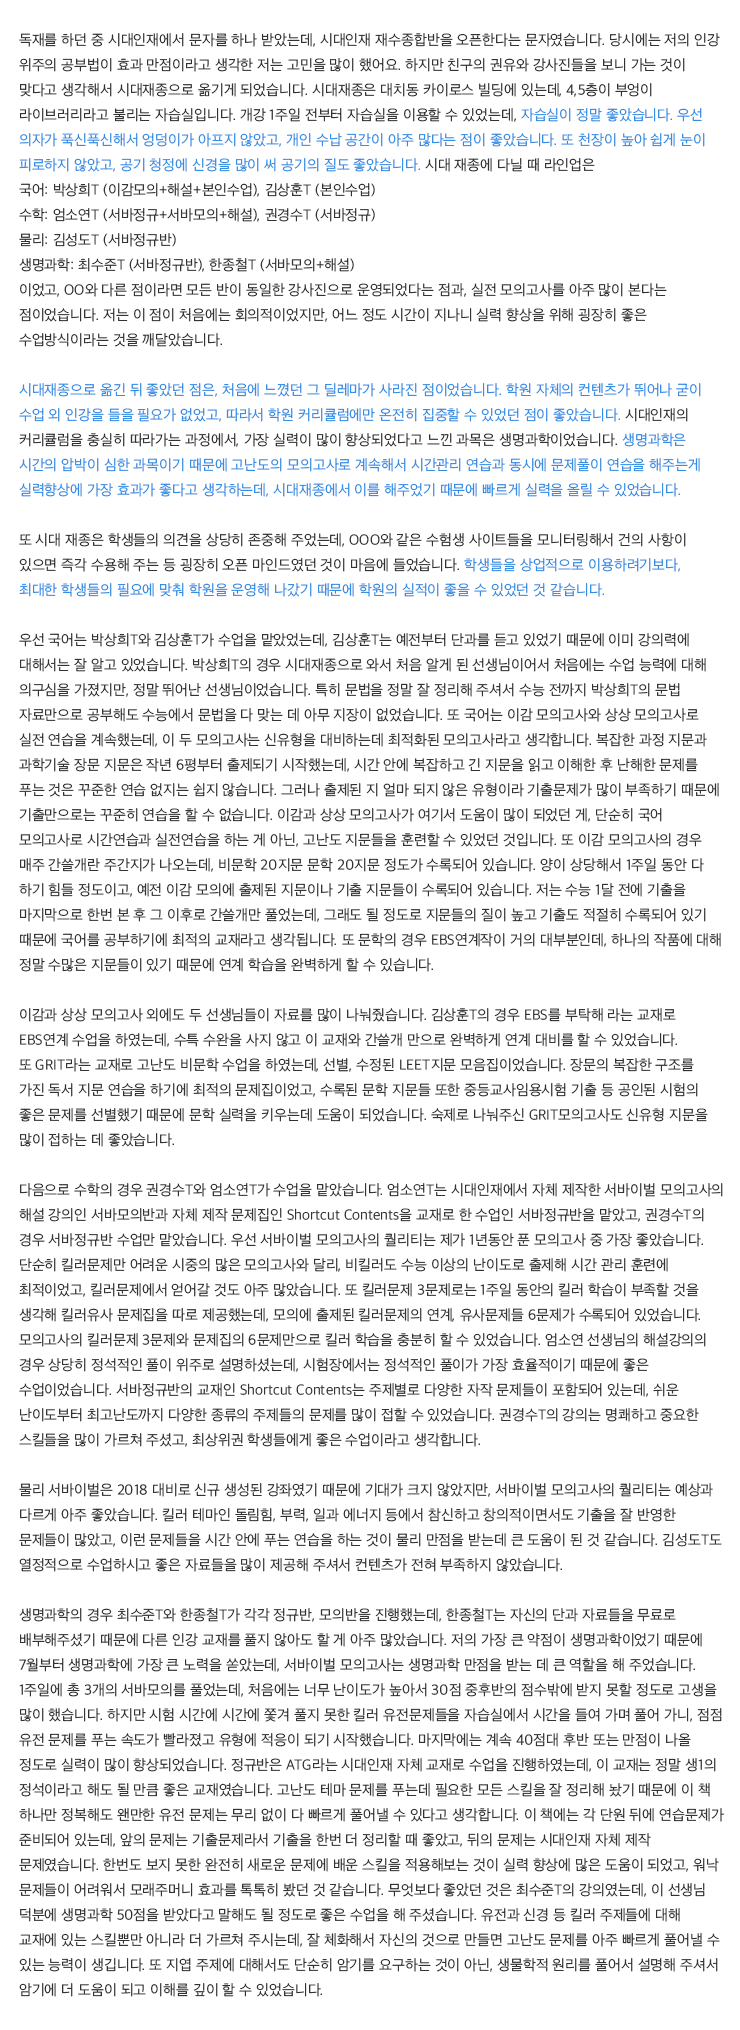 독재를 하던 중 시대인재에서 문자를 하나 받았는데, 시대인재 재수종합반을 오픈한다는 문자였습니다. 당시에는 저의 인강
위주의 공부법이 효과 만점이라고 생각한 저는 고민을 많이 했어요. 하지만 친구의 권유와 강사진들을 보니 가는 것이
맞다고 생각해서 시대재종으로 옮기게 되었습니다. 시대재종은 대치동 카이로스 빌딩에 있는데, 4,5층이 부엉이
라이브러리라고 불리는 자습실입니다. 개강 1주일 전부터 자습실을 이용할 수 있었는데, 자습실이 정말 좋았습니다. 우선
의자가 푹신푹신해서 엉덩이가 아프지 않았고, 개인 수납 공간이 아주 많다는 점이 좋았습니다. 또 천장이 높아 쉽게 눈이
피로하지 않았고, 공기 청정에 신경을 많이 써 공기의 질도 좋았습니다. 시대 재종에 다닐 때 라인업은
국어: 박상희T (이감모의+해설+본인수업), 김상훈T (본인수업)
수학: 엄소연T (서바정규+서바모의+해설), 권경수T (서바정규)
물리: 김성도T (서바정규반)
생명과학: 최수준T (서바정규반), 한종철T (서바모의+해설)
이었고, OO와 다른 점이라면 모든 반이 동일한 강사진으로 운영되었다는 점과, 실전 모의고사를 아주 많이 본다는
점이었습니다. 저는 이 점이 처음에는 회의적이었지만, 어느 정도 시간이 지나니 실력 향상을 위해 굉장히 좋은
수업방식이라는 것을 깨달았습니다.
시대재종으로 옮긴 뒤 좋았던 점은, 처음에 느꼈던 그 딜레마가 사라진 점이었습니다. 학원 자체의 컨텐츠가 뛰어나 굳이
수업 외 인강을 들을 필요가 없었고, 따라서 학원 커리큘럼에만 온전히 집중할 수 있었던 점이 좋았습니다. 시대인재의
커리큘럼을 충실히 따라가는 과정에서, 가장 실력이 많이 향상되었다고 느낀 과목은 생명과학이었습니다. 생명과학은
시간의 압박이 심한 과목이기 때문에 고난도의 모의고사로 계속해서 시간관리 연습과 동시에 문제풀이 연습을 해주는게
실력향상에 가장 효과가 좋다고 생각하는데, 시대재종에서 이를 해주었기 때문에 빠르게 실력을 올릴 수 있었습니다.
또 시대 재종은 학생들의 의견을 상당히 존중해 주었는데, OOO와 같은 수험생 사이트들을 모니터링해서 건의 사항이
있으면 즉각 수용해 주는 등 굉장히 오픈 마인드였던 것이 마음에 들었습니다. 학생들을 상업적으로 이용하려기보다,
최대한 학생들의 필요에 맞춰 학원을 운영해 나갔기 때문에 학원의 실적이 좋을 수 있었던 것 같습니다.
우선 국어는 박상희T와 김상훈T가 수업을 맡았었는데, 김상훈T는 예전부터 단과를 듣고 있었기 때문에 이미 강의력에
대해서는 잘 알고 있었습니다. 박상희T의 경우 시대재종으로 와서 처음 알게 된 선생님이어서 처음에는 수업 능력에 대해
의구심을 가졌지만, 정말 뛰어난 선생님이었습니다. 특히 문법을 정말 잘 정리해 주셔서 수능 전까지 박상희T의 문법
자료만으로 공부해도 수능에서 문법을 다 맞는 데 아무 지장이 없었습니다. 또 국어는 이감 모의고사와 상상 모의고사로
실전 연습을 계속했는데, 이 두 모의고사는 신유형을 대비하는데 최적화된 모의고사라고 생각합니다. 복잡한 과정 지문과
과학기술 장문 지문은 작년 6평부터 출제되기 시작했는데, 시간 안에 복잡하고 긴 지문을 읽고 이해한 후 난해한 문제를
푸는 것은 꾸준한 연습 없지는 쉽지 않습니다. 그러나 출제된 지 얼마 되지 않은 유형이라 기출문제가 많이 부족하기 때문에
기출만으로는 꾸준히 연습을 할 수 없습니다. 이감과 상상 모의고사가 여기서 도움이 많이 되었던 게, 단순히 국어
모의고사로 시간연습과 실전연습을 하는 게 아닌, 고난도 지문들을 훈련할 수 있었던 것입니다. 또 이감 모의고사의 경우
매주 간쓸개란 주간지가 나오는데, 비문학 20지문 문학 20지문 정도가 수록되어 있습니다. 양이 상당해서 1주일 동안 다
하기 힘들 정도이고, 예전 이감 모의에 출제된 지문이나 기출 지문들이 수록되어 있습니다. 저는 수능 1달 전에 기출을
마지막으로 한번 본 후 그 이후로 간쓸개만 풀었는데, 그래도 될 정도로 지문들의 질이 높고 기출도 적절히 수록되어 있기
때문에 국어를 공부하기에 최적의 교재라고 생각됩니다. 또 문학의 경우 EBS연계작이 거의 대부분인데, 하나의 작품에 대해
정말 수많은 지문들이 있기 때문에 연계 학습을 완벽하게 할 수 있습니다.
이감과 상상 모의고사 외에도 두 선생님들이 자료를 많이 나눠줬습니다. 김상훈T의 경우 EBS를 부탁해 라는 교재로
EBS연계 수업을 하였는데, 수특 수완을 사지 않고 이 교재와 간쓸개 만으로 완벽하게 연계 대비를 할 수 있었습니다.
또 GRIT라는 교재로 고난도 비문학 수업을 하였는데, 선별, 수정된 LEET지문 모음집이었습니다. 장문의 복잡한 구조를
가진 독서 지문 연습을 하기에 최적의 문제집이었고, 수록된 문학 지문들 또한 중등교사임용시험 기출 등 공인된 시험의
좋은 문제를 선별했기 때문에 문학 실력을 키우는데 도움이 되었습니다. 숙제로 나눠주신 GRIT모의고사도 신유형 지문을
많이 접하는 데 좋았습니다.
다음으로 수학의 경우 권경수T와 엄소연T가 수업을 맡았습니다. 엄소연T는 시대인재에서 자체 제작한 서바이벌 모의고사의
해설 강의인 서바모의반과 자체 제작 문제집인 Shortcut Contents을 교재로 한 수업인 서바정규반을 맡았고, 권경수T의
경우 서바정규반 수업만 맡았습니다. 우선 서바이벌 모의고사의 퀄리티는 제가 1년동안 푼 모의고사 중 가장 좋았습니다.
단순히 킬러문제만 어려운 시중의 많은 모의고사와 달리, 비킬러도 수능 이상의 난이도로 출제해 시간 관리 훈련에
최적이었고, 킬러문제에서 얻어갈 것도 아주 많았습니다. 또 킬러문제 3문제로는 1주일 동안의 킬러 학습이 부족할 것을
생각해 킬러유사 문제집을 따로 제공했는데, 모의에 출제된 킬러문제의 연계, 유사문제들 6문제가 수록되어 있었습니다.
모의고사의 킬러문제 3문제와 문제집의 6문제만으로 킬러 학습을 충분히 할 수 있었습니다. 엄소연 선생님의 해설강의의
경우 상당히 정석적인 풀이 위주로 설명하셨는데, 시험장에서는 정석적인 풀이가 가장 효율적이기 때문에 좋은
수업이었습니다. 서바정규반의 교재인 Shortcut Contents는 주제별로 다양한 자작 문제들이 포함되어 있는데, 쉬운
난이도부터 최고난도까지 다양한 종류의 주제들의 문제를 많이 접할 수 있었습니다. 권경수T의 강의는 명쾌하고 중요한
스킬들을 많이 가르쳐 주셨고, 최상위권 학생들에게 좋은 수업이라고 생각합니다.
물리 서바이벌은 2018 대비로 신규 생성된 강좌였기 때문에 기대가 크지 않았지만, 서바이벌 모의고사의 퀄리티는 예상과
다르게 아주 좋았습니다. 킬러 테마인 돌림힘, 부력, 일과 에너지 등에서 참신하고 창의적이면서도 기출을 잘 반영한
문제들이 많았고, 이런 문제들을 시간 안에 푸는 연습을 하는 것이 물리 만점을 받는데 큰 도움이 된 것 같습니다. 김성도T도
열정적으로 수업하시고 좋은 자료들을 많이 제공해 주셔서 컨텐츠가 전혀 부족하지 않았습니다.
생명과학의 경우 최수준T와 한종철T가 각각 정규반, 모의반을 진행했는데, 한종철T는 자신의 단과 자료들을 무료로
배부해주셨기 때문에 다른 인강 교재를 풀지 않아도 할 게 아주 많았습니다. 저의 가장 큰 약점이 생명과학이었기 때문에
7월부터 생명과학에 가장 큰 노력을 쏟았는데, 서바이벌 모의고사는 생명과학 만점을 받는 데 큰 역할을 해 주었습니다.
1주일에 총 3개의 서바모의를 풀었는데, 처음에는 너무 난이도가 높아서 30점 중후반의 점수밖에 받지 못할 정도로 고생을
많이 했습니다. 하지만 시험 시간에 시간에 쫓겨 풀지 못한 킬러 유전문제들을 자습실에서 시간을 들여 가며 풀어 가니, 점점
유전 문제를 푸는 속도가 빨라졌고 유형에 적응이 되기 시작했습니다. 마지막에는 계속 40점대 후반 또는 만점이 나올
정도로 실력이 많이 향상되었습니다. 정규반은 ATG라는 시대인재 자체 교재로 수업을 진행하였는데, 이 교재는 정말 생1의
정석이라고 해도 될 만큼 좋은 교재였습니다. 고난도 테마 문제를 푸는데 필요한 모든 스킬을 잘 정리해 놨기 때문에 이 책
하나만 정복해도 왠만한 유전 문제는 무리 없이 다 빠르게 풀어낼 수 있다고 생각합니다. 이 책에는 각 단원 뒤에 연습문제가
준비되어 있는데, 앞의 문제는 기출문제라서 기출을 한번 더 정리할 때 좋았고, 뒤의 문제는 시대인재 자체 제작
문제였습니다. 한번도 보지 못한 완전히 새로운 문제에 배운 스킬을 적용해보는 것이 실력 향상에 많은 도움이 되었고, 워낙
문제들이 어려워서 모래주머니 효과를 톡톡히 봤던 것 같습니다. 무엇보다 좋았던 것은 최수준T의 강의였는데, 이 선생님
덕분에 생명과학 50점을 받았다고 말해도 될 정도로 좋은 수업을 해 주셨습니다. 유전과 신경 등 킬러 주제들에 대해
교재에 있는 스킬뿐만 아니라 더 가르쳐 주시는데, 잘 체화해서 자신의 것으로 만들면 고난도 문제를 아주 빠르게 풀어낼 수
있는 능력이 생깁니다. 또 지엽 주제에 대해서도 단순히 암기를 요구하는 것이 아닌, 생물학적 원리를 풀어서 설명해 주셔서
암기에 더 도움이 되고 이해를 깊이 할 수 있었습니다.